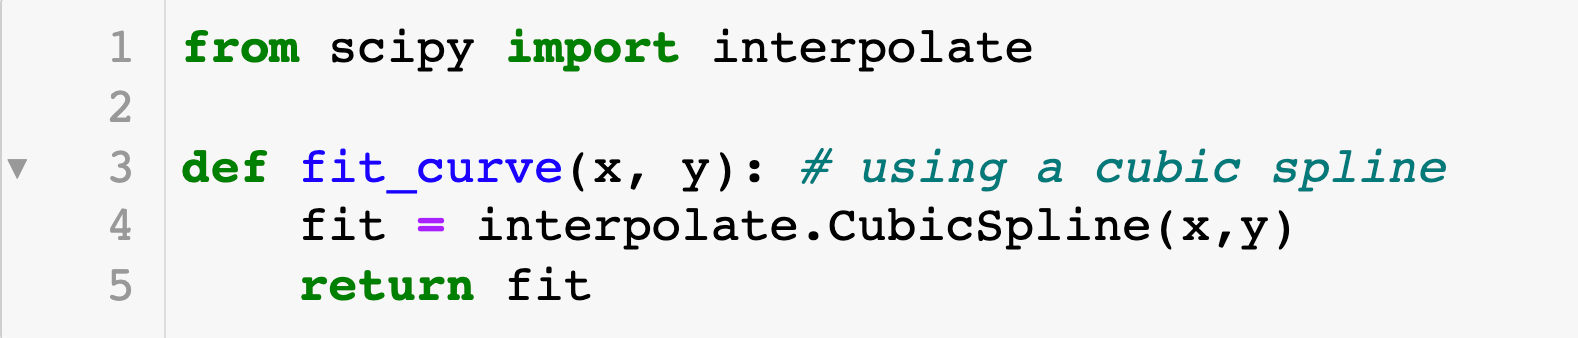 1 from scipy import interpolate
2
3 def fit_curve(x, y): # using a cubic spline
4     fit = interpolate.CubicSpline(x,y)
5     return fit